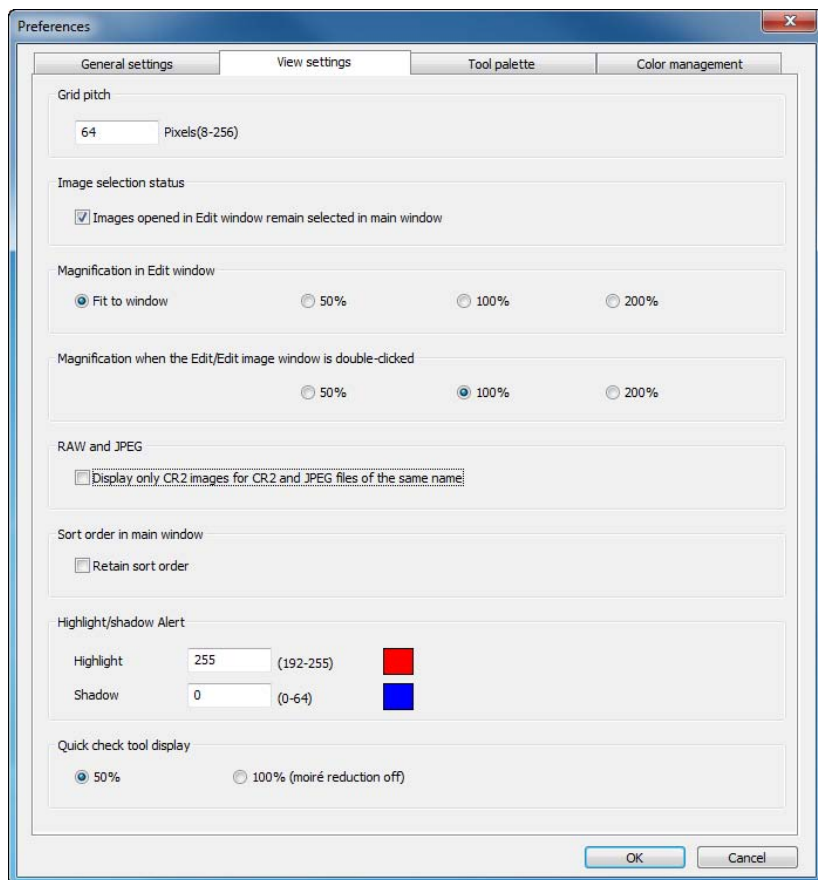 Preferences
General settings View settings Tool palette Color management
Grid pitch
64 Pixels(8-256)
Image selection status
Images opened in Edit window remain selected in main window
Magnification in Edit window
Fit to window 50% 100% 200%
Magnification when the Edit/Edit image window is double-clicked
50% 100% 200%
RAW and JPEG
Display only CR2 images for CR2 and JPEG files of the same name
Sort order in main window
Retain sort order
Highlight/shadow Alert
Highlight 255 (192-255)
Shadow 0 (0-64)
Quick check tool display
50% 100% (moiré reduction off)
OK Cancel